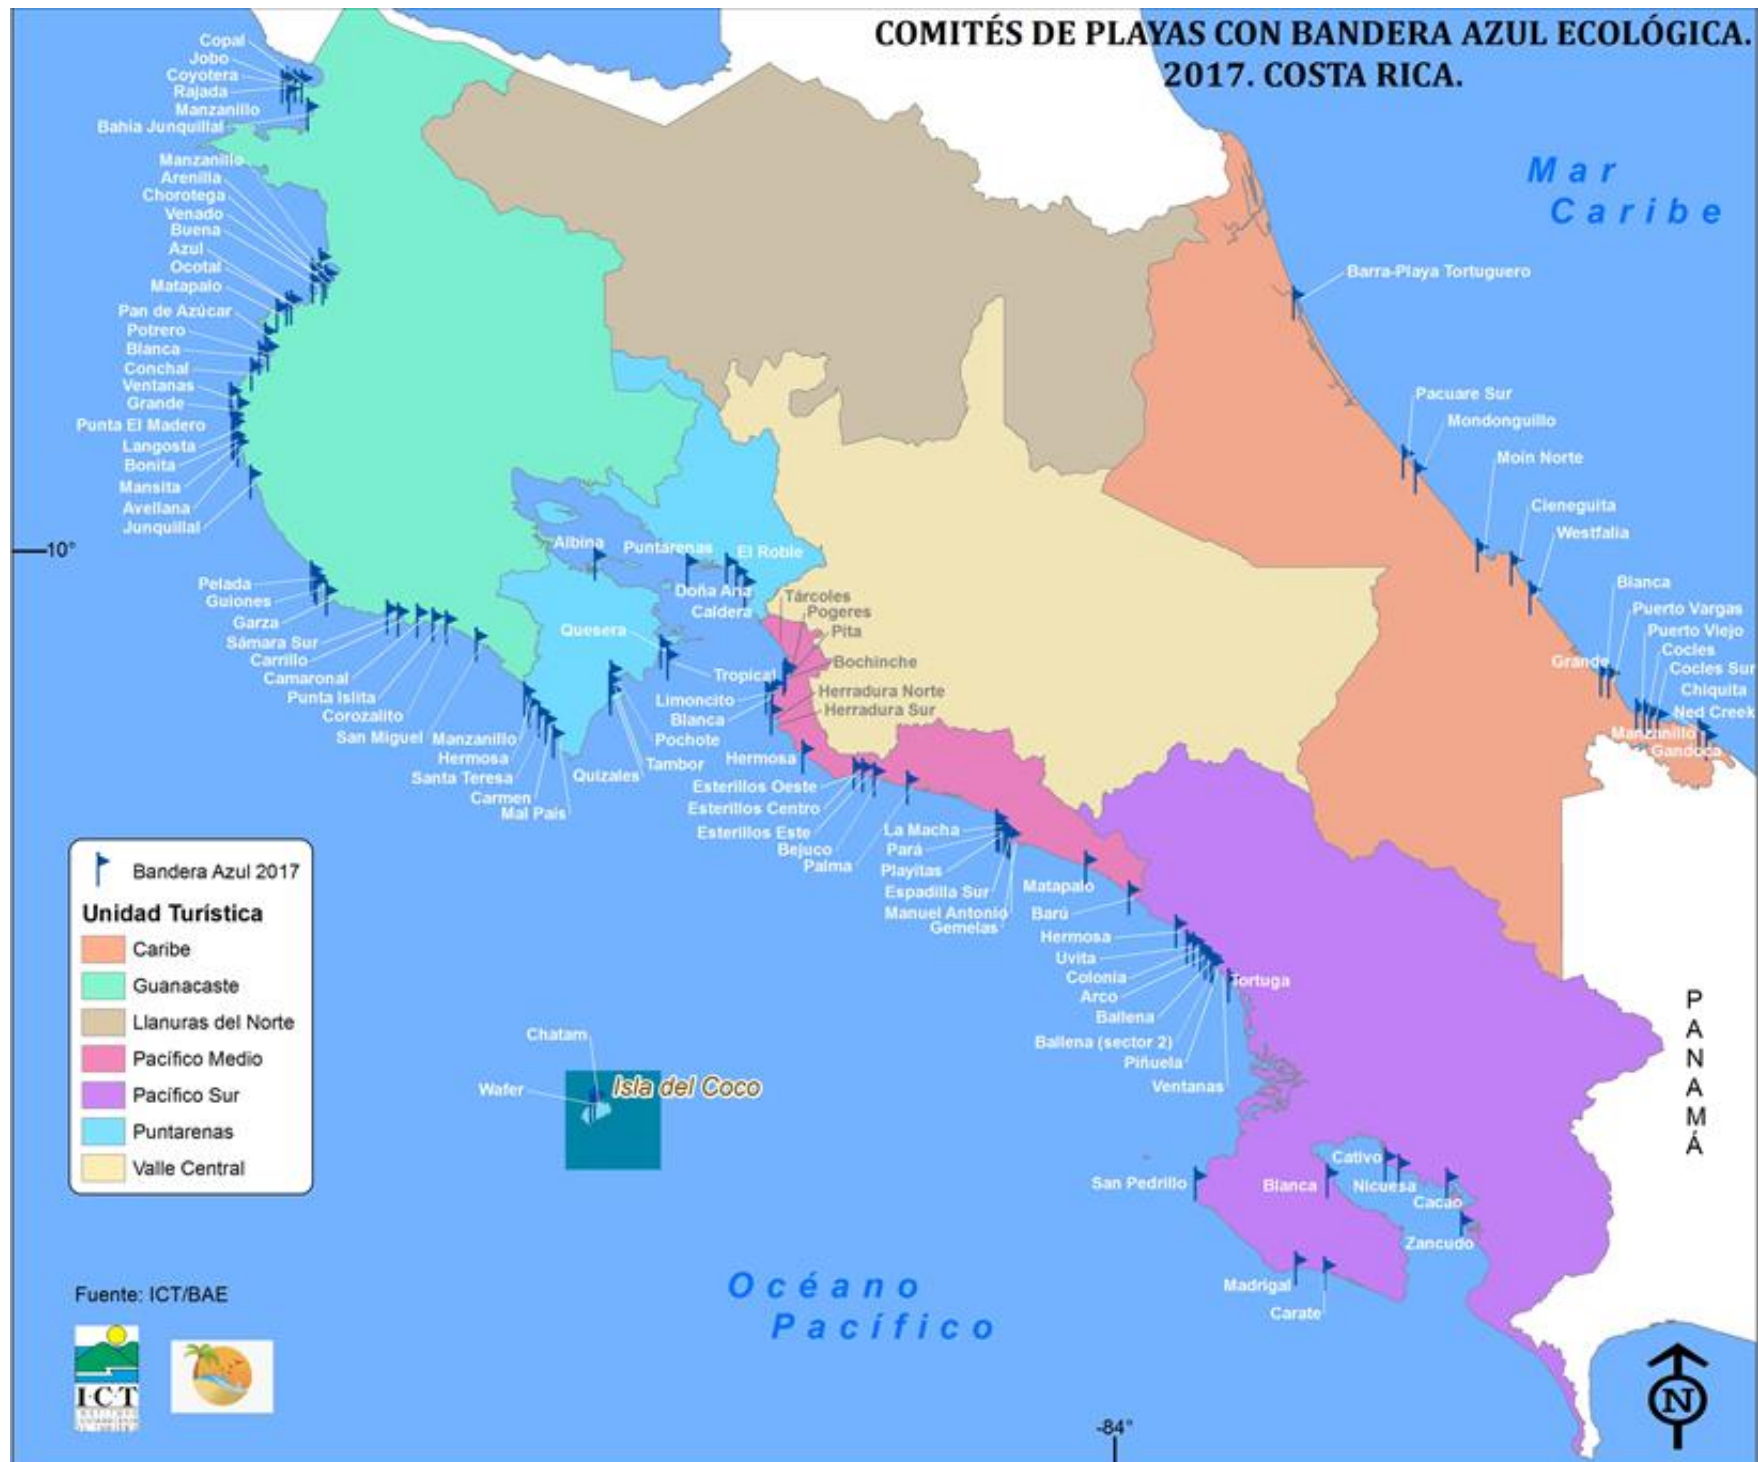 COMITÉS DE PLAYAS CON BANDERA AZUL ECOLÓGICA.
2017. COSTA RICA.
Copal
Jobo
Coyotera
Rajada
Manzanillo
Bahía Junquillal
Manzanillo
Arenilla
Chorotega
Venado
Buena
Azul
Ocotal
Matapalo
Pan de Azúcar
Potrero
Blanca
Conchal
Ventanas
Grande
Punta El Madero
Langosta
Bonita
Mansita
Avellana
Junquillal
10°
Pelada
Guiones
Garza
Sámara Sur
Carrillo
Camaronal
Punta Islita
Corozalito
San Miguel
Manzanillo
Hermosa
Santa Teresa
Carmen
Mal País
Albina
Puntarenas
El Roble
Doña Ana
Caldera
Quesera
Tropical
Pochote
Tambor
Quizales
Tárcoles
Pogeres
Pita
Bochinche
Herradura Norte
Herradura Sur
Limoncito
Blanca
Hermosa
Esterillos Oeste
Esterillos Centro
Esterillos Este
Bejuco
Palma
La Macha
Pará
Playitas
Espadilla Sur
Manuel Antonio
Gemelas
Matapalo
Barú
Hermosa
Uvita
Colonia
Arco
Ballena
Ballena (sector 2)
Piñuela
Ventanas
Tortuga
San Pedrillo
Blanca
Cativo
Nicuesa
Cacao
Zancudo
Madrigal
Carate
Mar
Caribe
Barra-Playa Tortuguero
Pacuare Sur
Mondonguillo
Moín Norte
Cieneguita
Westfalia
Blanca
Puerto Vargas
Puerto Viejo
Cocles
Grande
Cocles Sur
Chiquita
Ned Creek
Manzanillo
Gandoca
PANAMÁ
Chatam
Wafer
Isla del Coco
Océano
Pacífico
Bandera Azul 2017
Unidad Turística
Caribe
Guanacaste
Llanuras del Norte
Pacífico Medio
Pacífico Sur
Puntarenas
Valle Central
Fuente: ICT/BAE
I·C·T
-84°
N